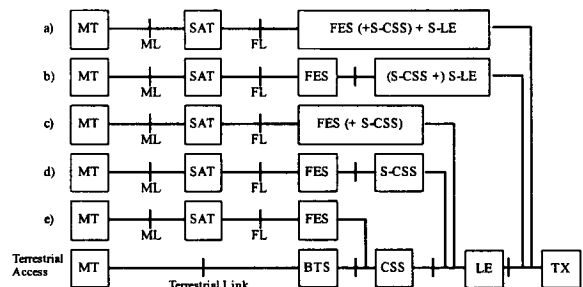 a) MT SAT FES (+S-CSS) + S-LE
ML FL
b) MT SAT FES (S-CSS +) S-LE
ML FL
c) MT SAT FES (+ S-CSS)
ML FL
d) MT SAT FES S-CSS
ML FL
e) MT SAT FES
ML FL
Terrestrial
Access MT BTS CSS LE TX
Terrestrial Link